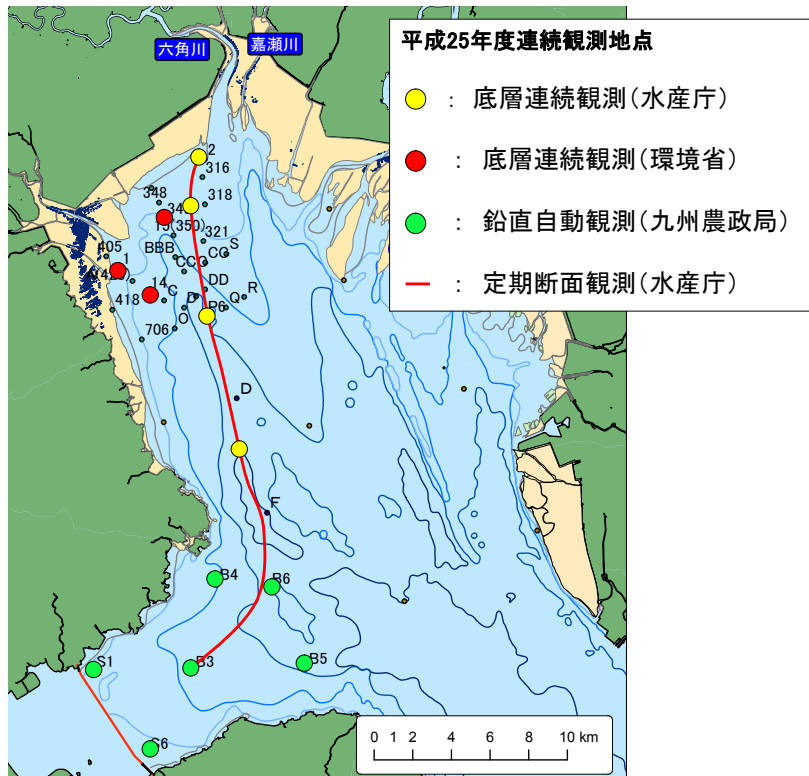 六角川
嘉瀬川
平成25年度連続観測地点
： 底層連続観測(水産庁)
： 底層連続観測(環境省)
： 鉛直自動観測(九州農政局)
： 定期断面観測(水産庁)
2
316
348
34
318
15(350)
321
405
BBB
S
CG
1
CCC
14
C
DD
D
R
418
P6
Q
O
706
D
F
B4
B6
S1
B3
B5
S6
0 1 2 4 6 8 10 km